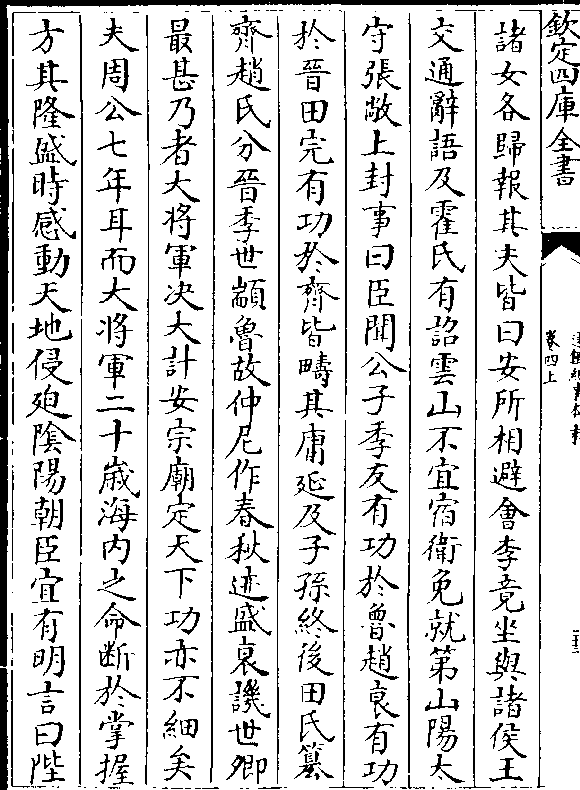 欽定四庫全書
卷四上
諸女各歸報其夫皆曰安所相避會李竟坐與諸侯王
交通辭語及霍氏有詔雲山不宜宿衛免就第山陽太
守張敞上封事曰臣聞公子季友有功於魯趙衰有功
於晉田完有功於齊皆疇其庸延及子孫終後田氏簒
齊趙氏分晉季世顓魯故仲尼作春秋迹盛衰譏世卿
最甚乃者大將軍决大計安宗廟定天下功亦不細矣
夫周公七年耳而大將軍二十歲海內之命斷於掌握
方其隆盛時感動天地侵迫陰陽朝臣宜有明言曰陛